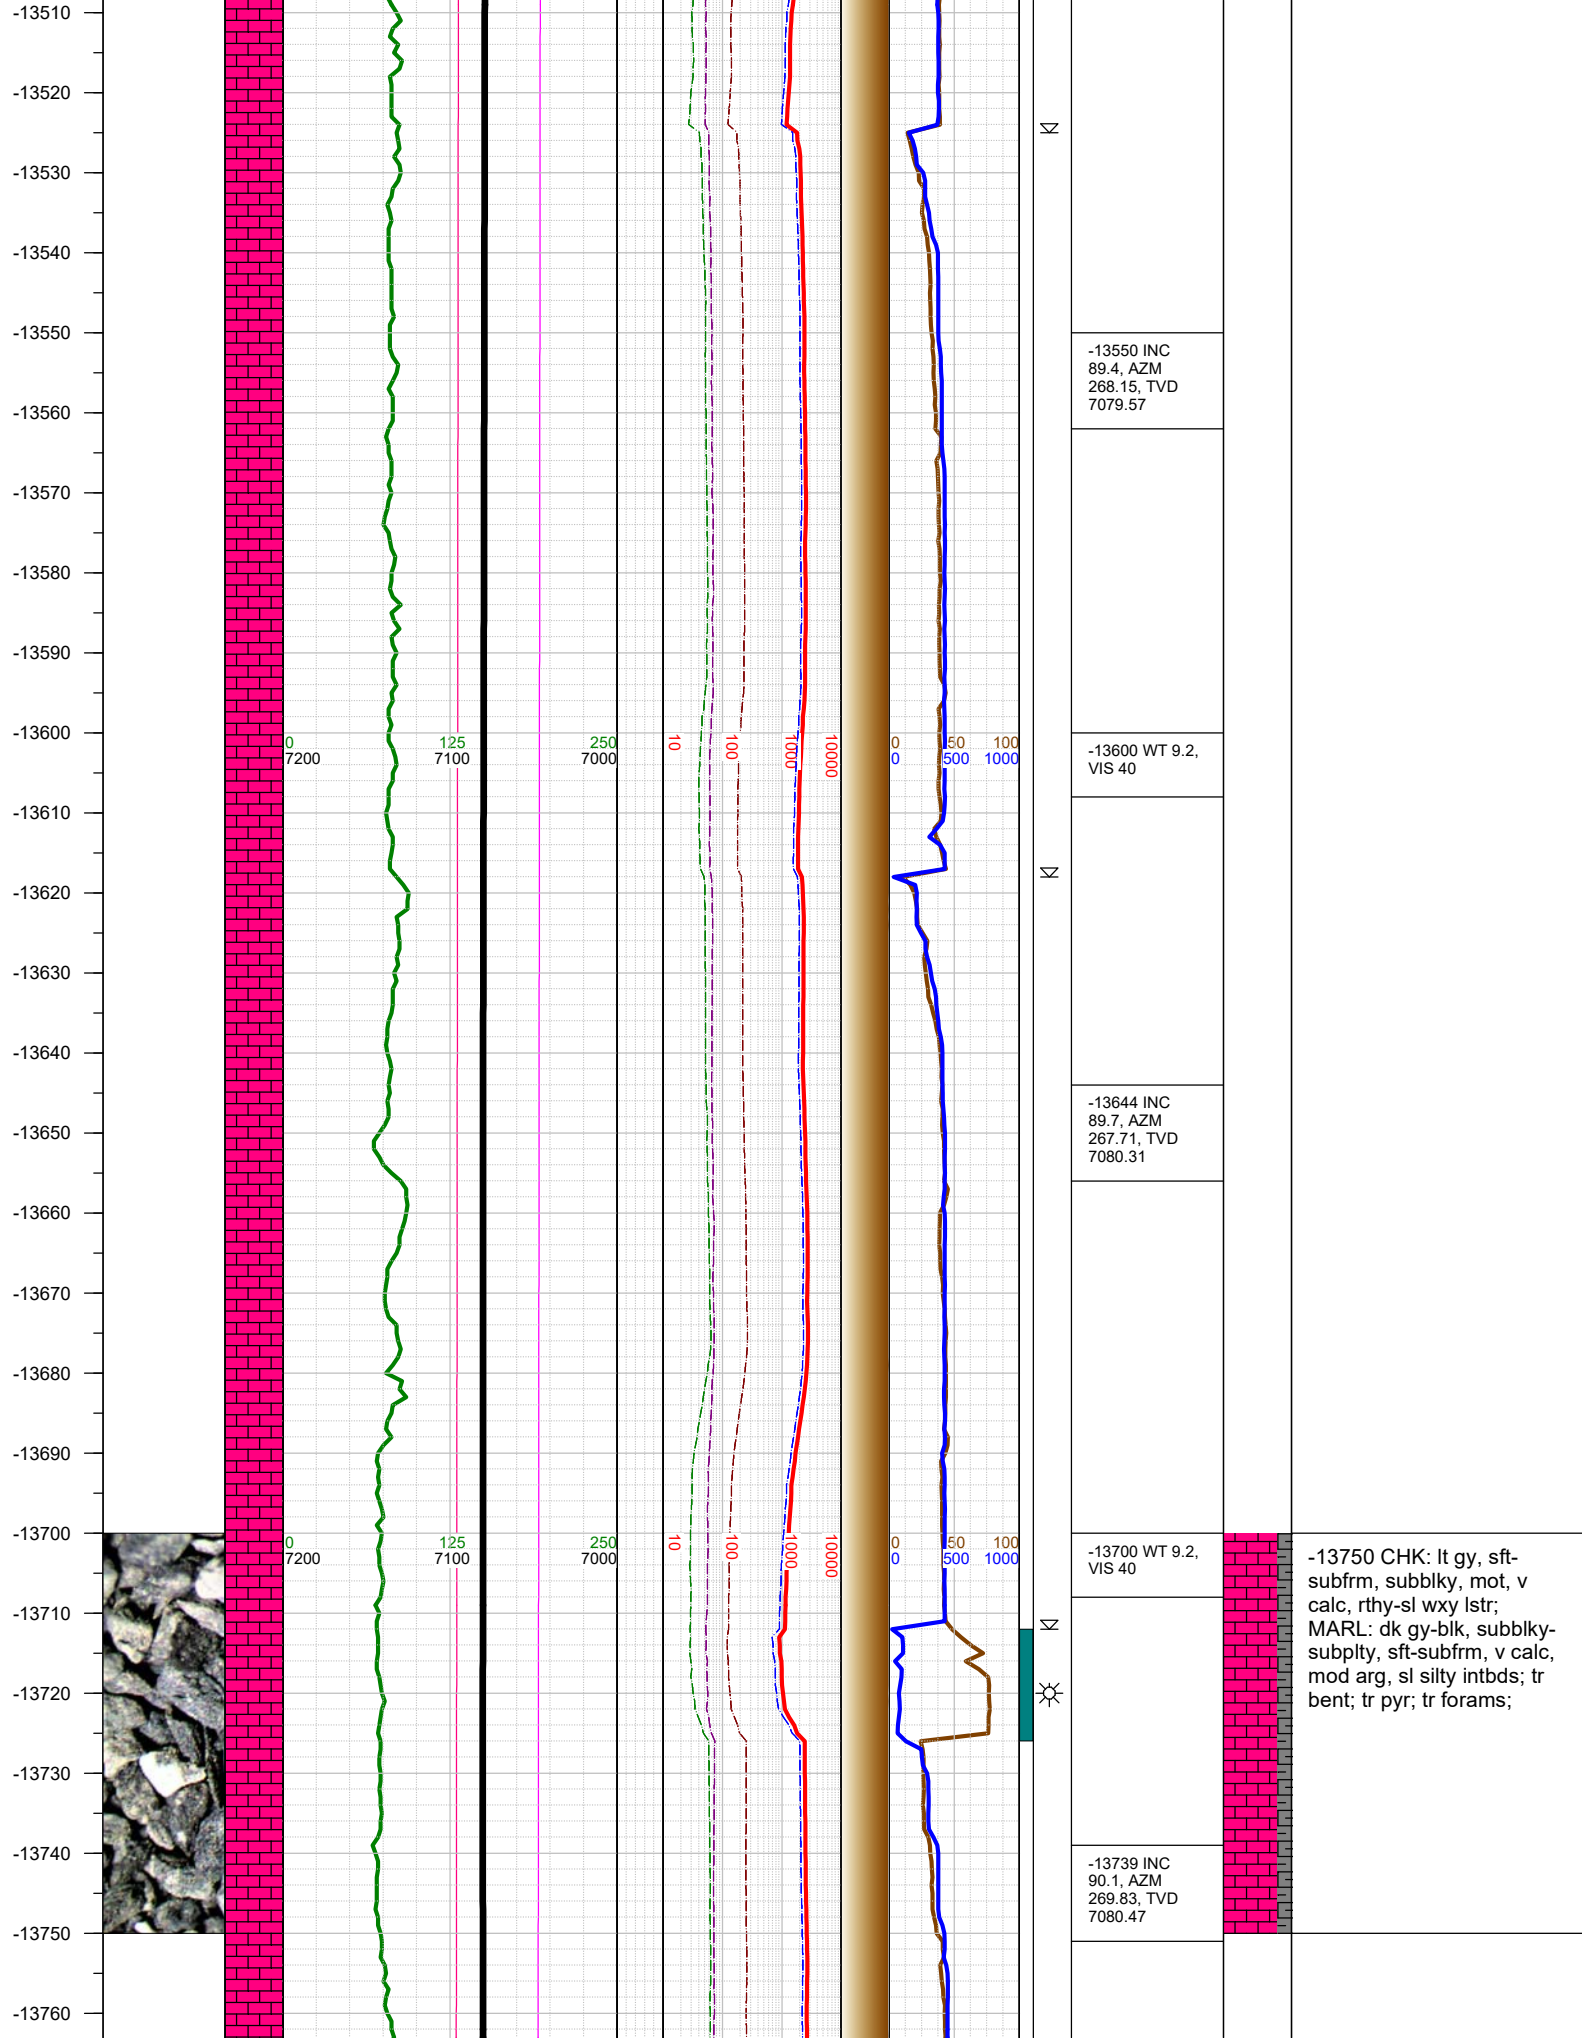 -13510
-13520
-13530
-13540
-13550
-13550 INC
89.4, AZM
268.15, TVD
7079.57
-13560
-13570
-13580
-13590
-13600
0 125 250 10 100 1000 10000 0 50 100
7200 7100 7000 0 500 1000
-13600 WT 9.2,
VIS 40
-13610
-13620
-13630
-13640
-13644 INC
89.7, AZM
267.71, TVD
7080.31
-13650
-13660
-13670
-13680
-13690
-13700
0 125 250 10 100 1000 10000 0 50 100
7200 7100 7000 0 500 1000
-13700 WT 9.2,
VIS 40
-13750 CHK: lt gy, sft-
subfrm, subblky, mot, v
calc, rthy-sl wxy lstr;
MARL: dk gy-blk, subblky-
subplty, sft-subfrm, v calc,
mod arg, sl silty intbds; tr
bent; tr pyr; tr forams;
-13710
-13720
-13730
-13740
-13739 INC
90.1, AZM
269.83, TVD
7080.47
-13750
-13760